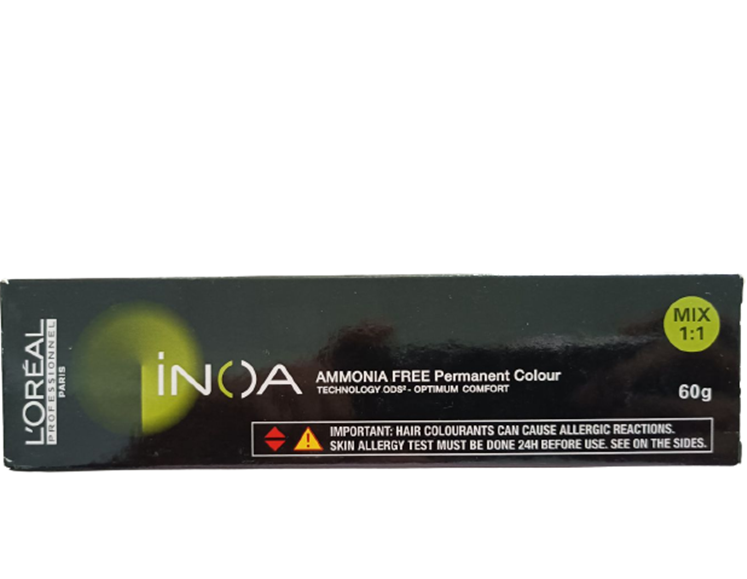 L'ORÉAL
PROFESSIONNEL
PARIS
iNOA
AMMONIA FREE Permanent Colour
TECHNOLOGY ODS² - OPTIMUM COMFORT
MIX
1:1
60g
IMPORTANT: HAIR COLOURANTS CAN CAUSE ALLERGIC REACTIONS.
SKIN ALLERGY TEST MUST BE DONE 24H BEFORE USE. SEE ON THE SIDES.